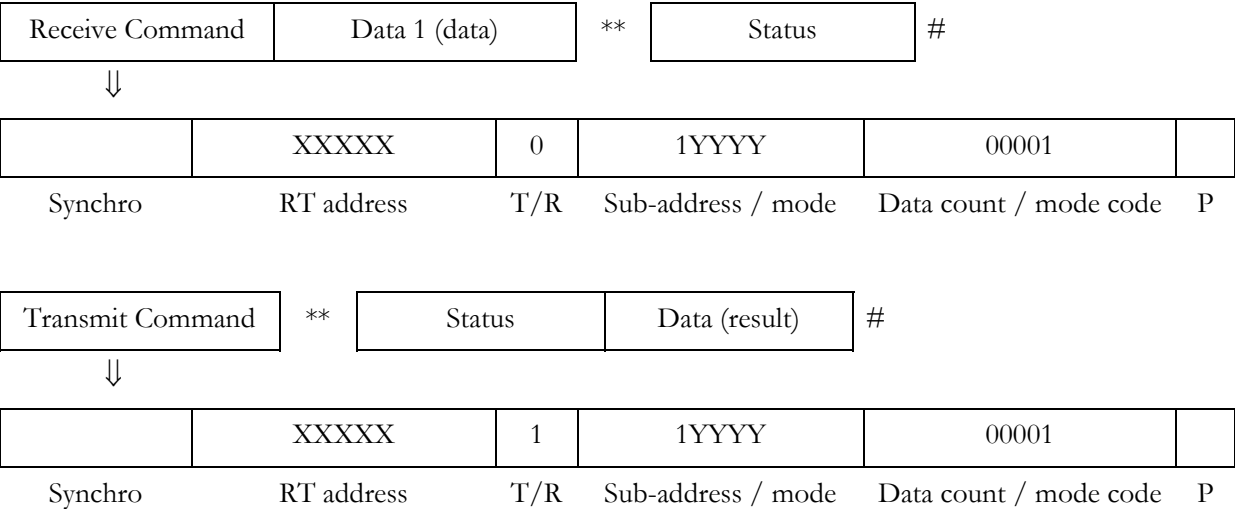 Receive Command Data 1 (data) ** Status #
⇓
XXXXX 0 1YYYY 00001
Synchro RT address T/R Sub-address / mode Data count / mode code P
Transmit Command ** Status Data (result) #
⇓
XXXXX 1 1YYYY 00001
Synchro RT address T/R Sub-address / mode Data count / mode code P